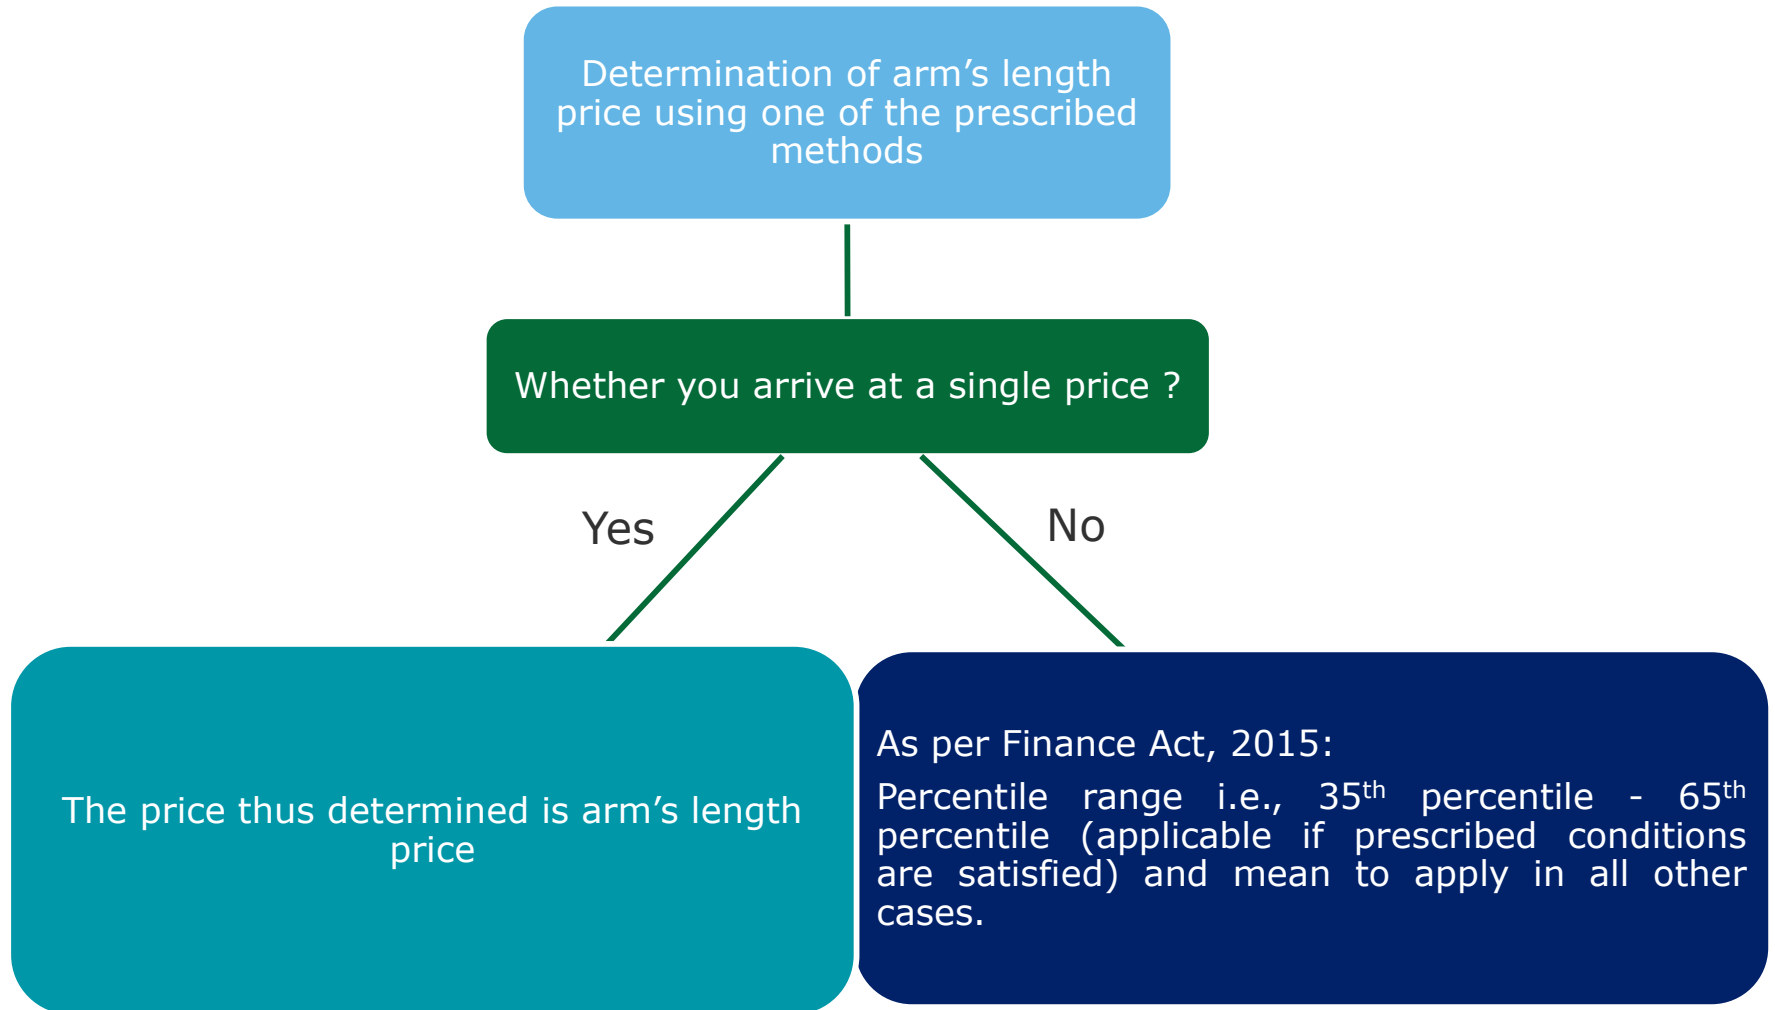 Determination of arm’s length
price using one of the prescribed
methods
Whether you arrive at a single price ?
Yes
No
The price thus determined is arm’s length
price
As per Finance Act, 2015:
Percentile range i.e., 35th percentile - 65th
percentile (applicable if prescribed conditions
are satisfied) and mean to apply in all other
cases.